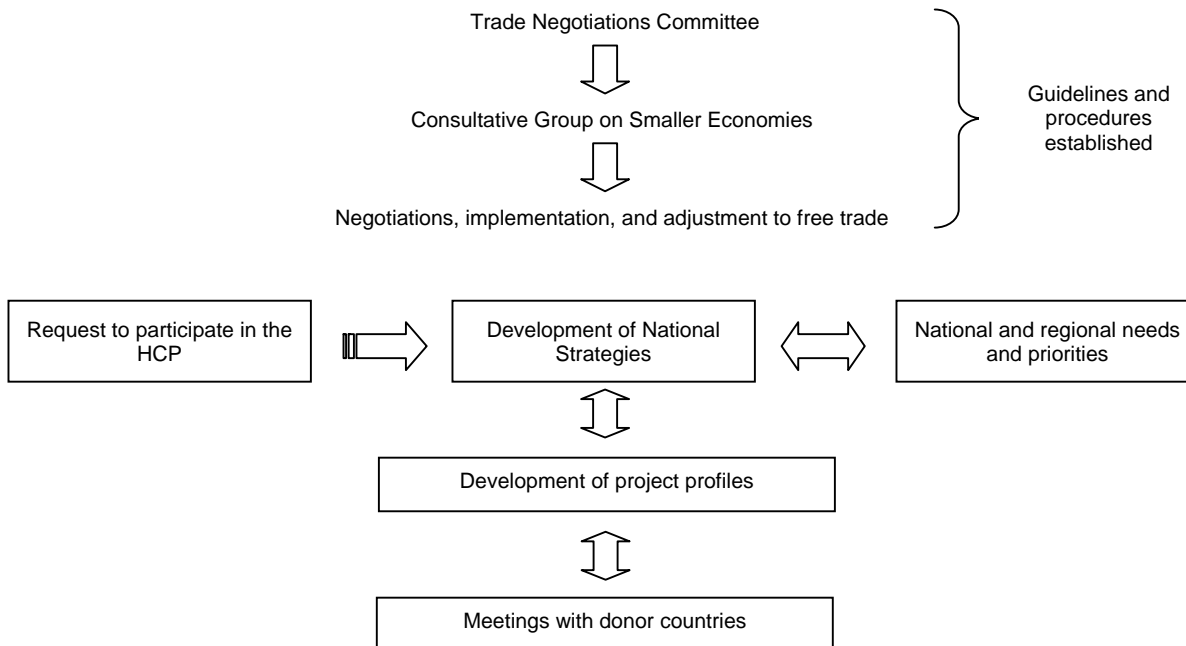 Trade Negotiations Committee
Consultative Group on Smaller Economies
Negotiations, implementation, and adjustment to free trade
Guidelines and
procedures
established
Request to participate in the
HCP
Development of National
Strategies
National and regional needs
and priorities
Development of project profiles
Meetings with donor countries